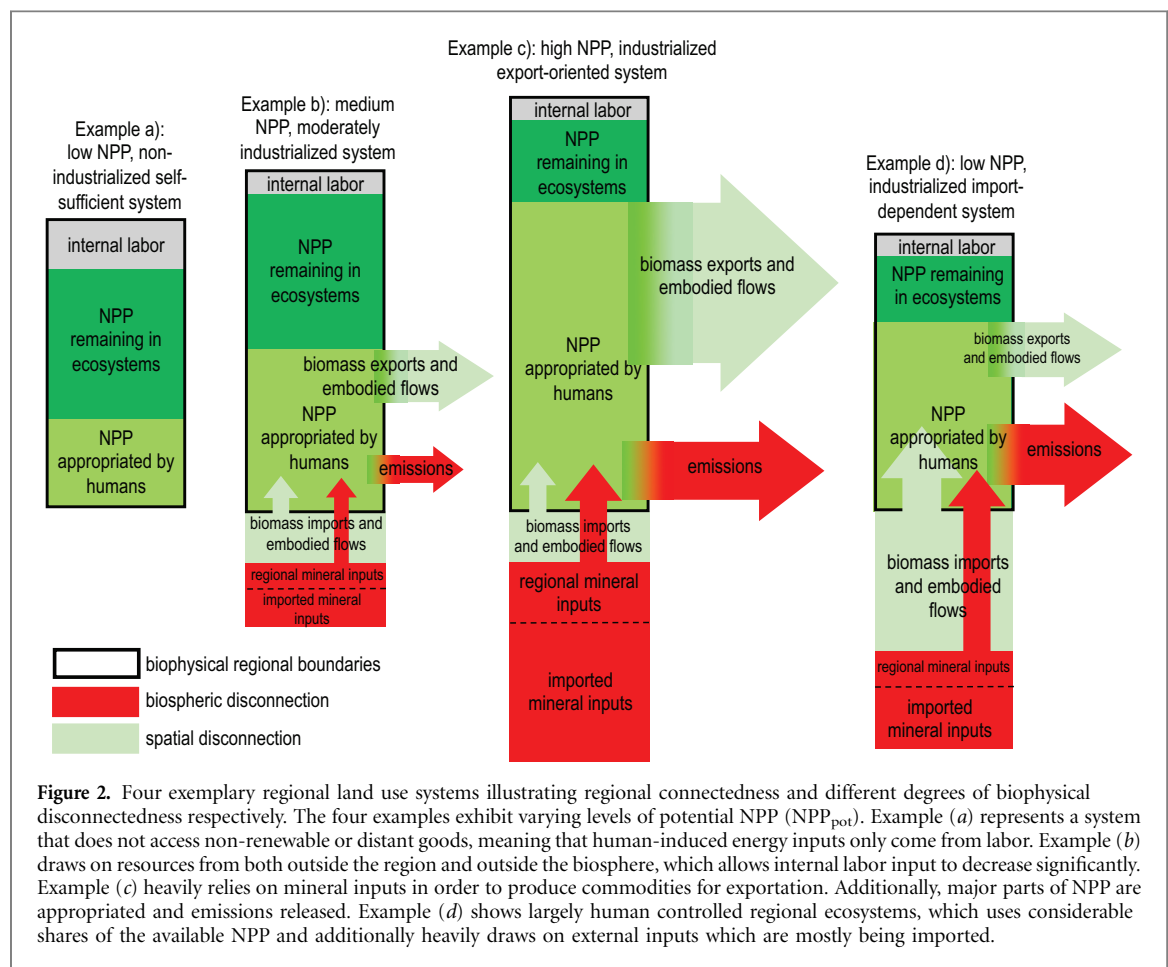 Example a):
low NPP, non-
industrialized self-
sufficient system
internal labor
NPP
remaining in
ecosystems
NPP
appropriated by
humans
Example b): medium
NPP, moderately
industrialized system
internal labor
NPP
remaining in
ecosystems
biomass exports and
embodied flows
NPP
appropriated by
humans
emissions
biomass imports and
embodied flows
regional mineral inputs
imported mineral
inputs
Example c): high NPP, industrialized
export-oriented system
internal labor
NPP
remaining in
ecosystems
biomass exports and
embodied flows
NPP
appropriated by
humans
emissions
biomass imports
and embodied flows
regional mineral
inputs
imported
mineral inputs
Example d): low NPP,
industrialized import-
dependent system
internal labor
NPP remaining
in ecosystems
biomass exports
and embodied flows
NPP
appropriated by
humans
emissions
biomass imports
and embodied
flows
regional mineral inputs
imported
mineral inputs
biophysical regional boundaries
biospheric disconnection
spatial disconnection
Figure 2. Four exemplary regional land use systems illustrating regional connectedness and different degrees of biophysical
disconnectedness respectively. The four examples exhibit varying levels of potential NPP (NPPpot). Example (a) represents a system
that does not access non-renewable or distant goods, meaning that human-induced energy inputs only come from labor. Example (b)
draws on resources from both outside the region and outside the biosphere, which allows internal labor input to decrease significantly.
Example (c) heavily relies on mineral inputs in order to produce commodities for exportation. Additionally, major parts of NPP are
appropriated and emissions released. Example (d) shows largely human controlled regional ecosystems, which uses considerable
shares of the available NPP and additionally heavily draws on external inputs which are mostly being imported.